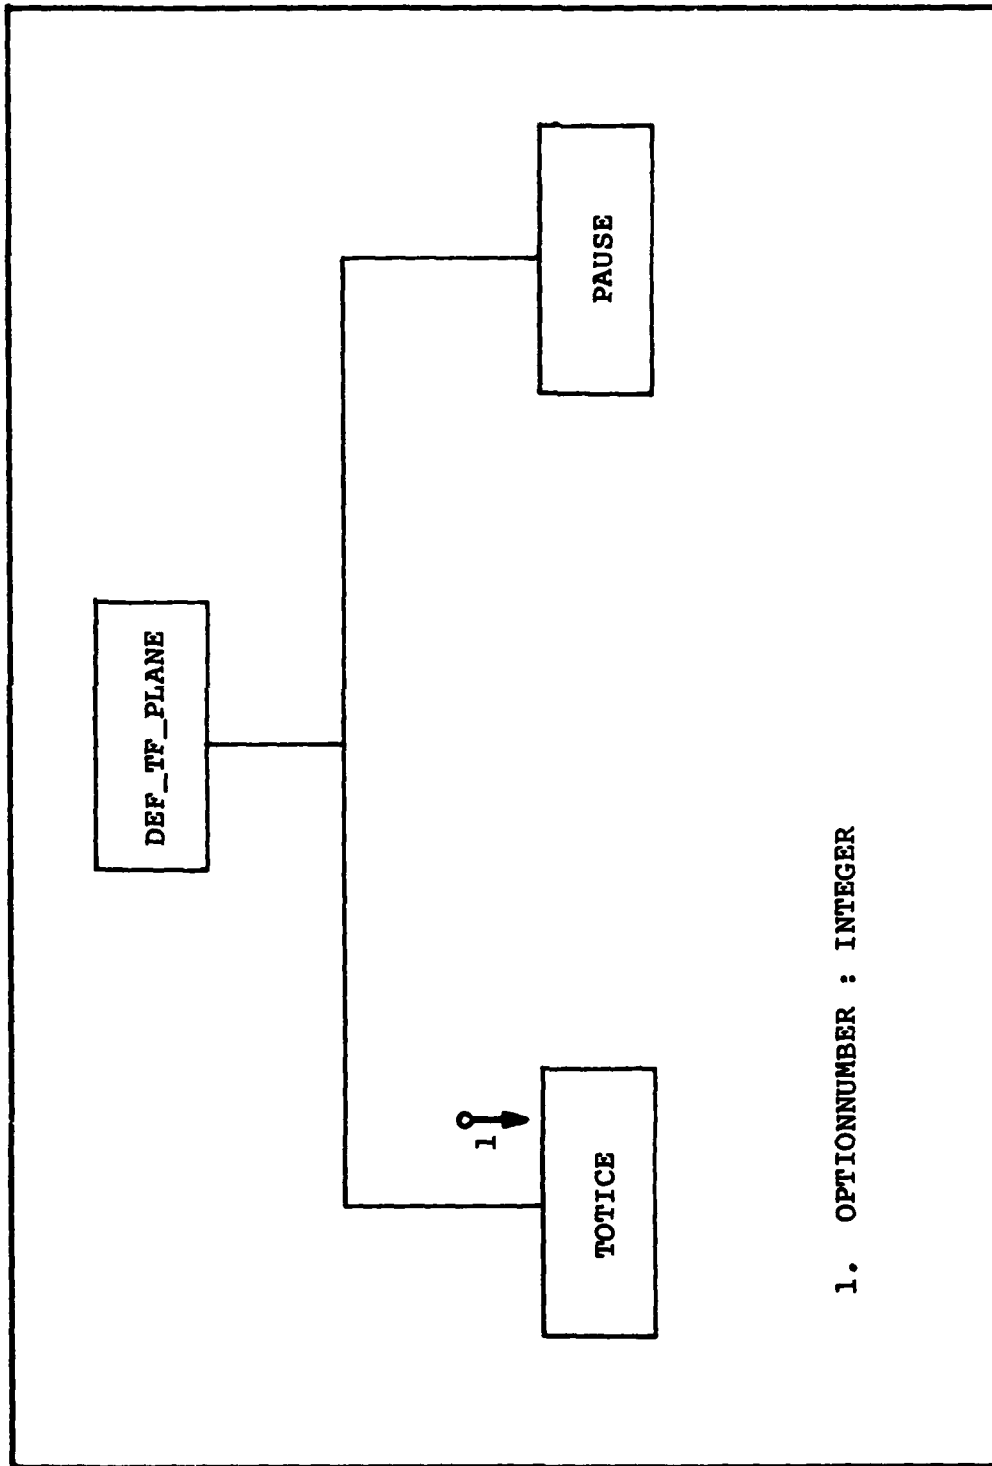 DEF_TF_PLANE
1
TOTICE
PAUSE
1. OPTIONNUMBER : INTEGER